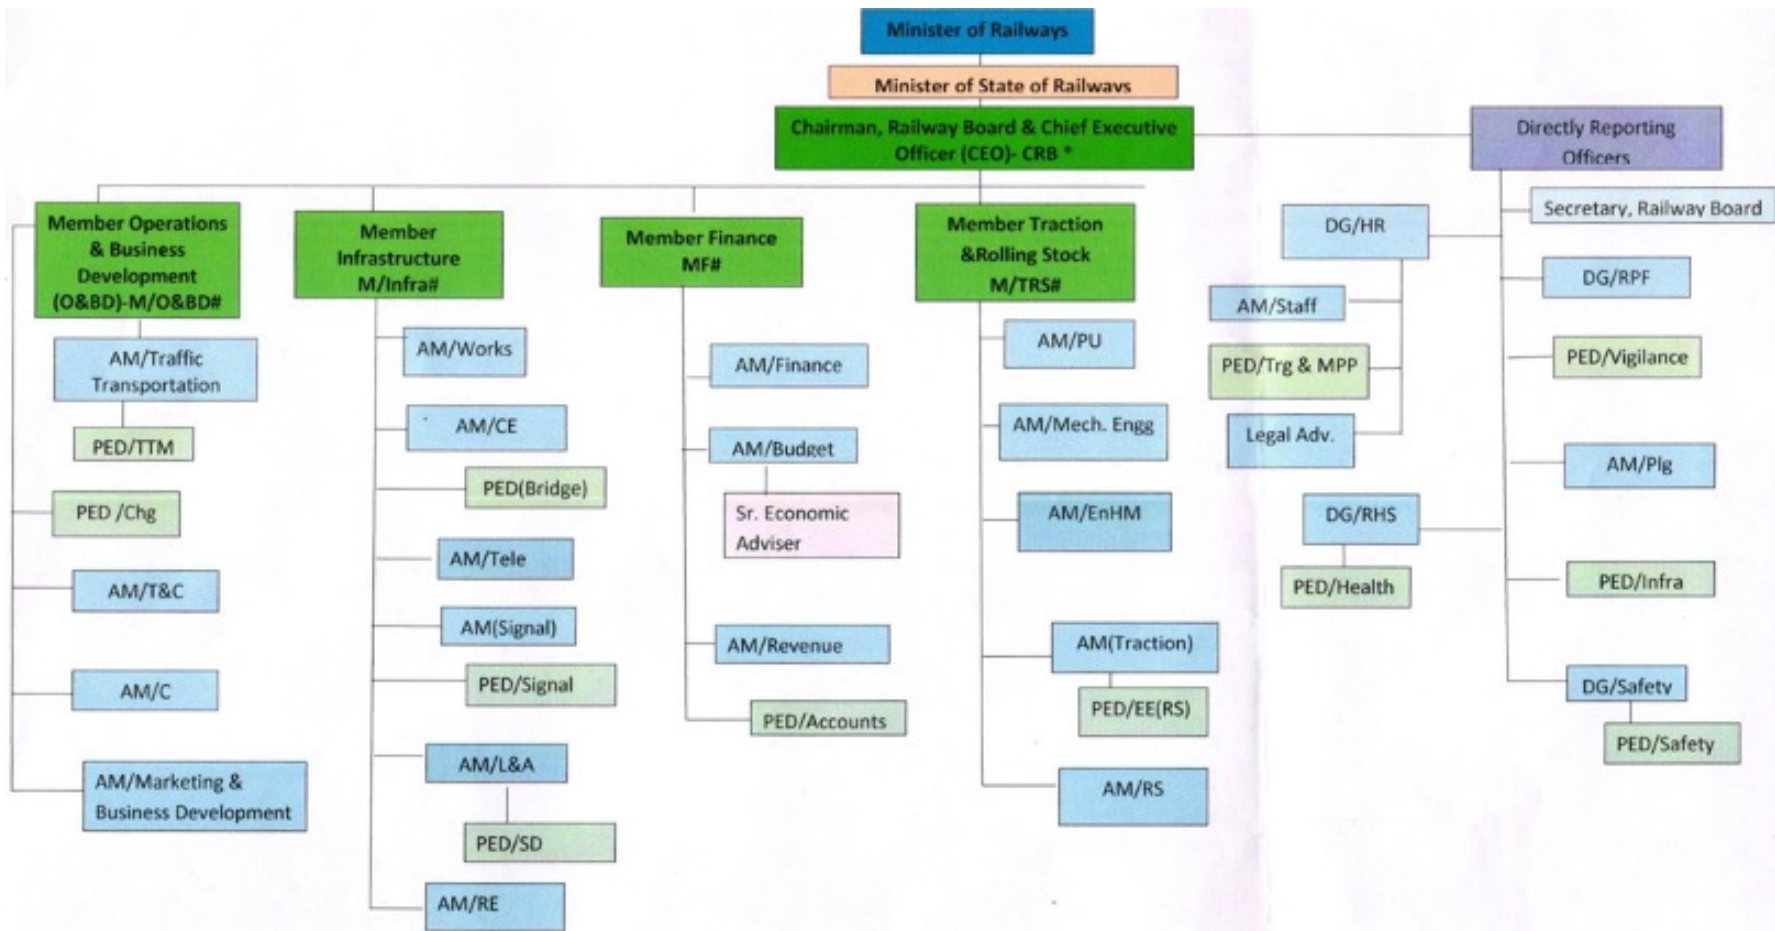 Minister of Railways
Minister of State of Railways
Chairman, Railway Board & Chief Executive
Officer (CEO)- CRB *
Directly Reporting
Officers
Member Operations
& Business
Development
(O&BD)-M/O&BD#
AM/Traffic
Transportation
PED/TTM
PED /Chg
AM/T&C
AM/C
AM/Marketing &
Business Development
Member
Infrastructure
M/Infra#
AM/Works
AM/CE
PED(Bridge)
AM/Tele
AM(Signal)
PED/Signal
AM/L&A
PED/SD
AM/RE
Member Finance
MF#
AM/Finance
AM/Budget
Sr. Economic
Adviser
AM/Revenue
PED/Accounts
Member Traction
&Rolling Stock
M/TRS#
AM/PU
AM/Mech. Engg
AM/EnHM
AM(Traction)
PED/EE(RS)
AM/RS
DG/HR
AM/Staff
PED/Trg & MPP
Legal Adv.
DG/RHS
PED/Health
Secretary, Railway Board
DG/RPF
PED/Vigilance
AM/Plg
PED/Infra
DG/Safety
PED/Safety